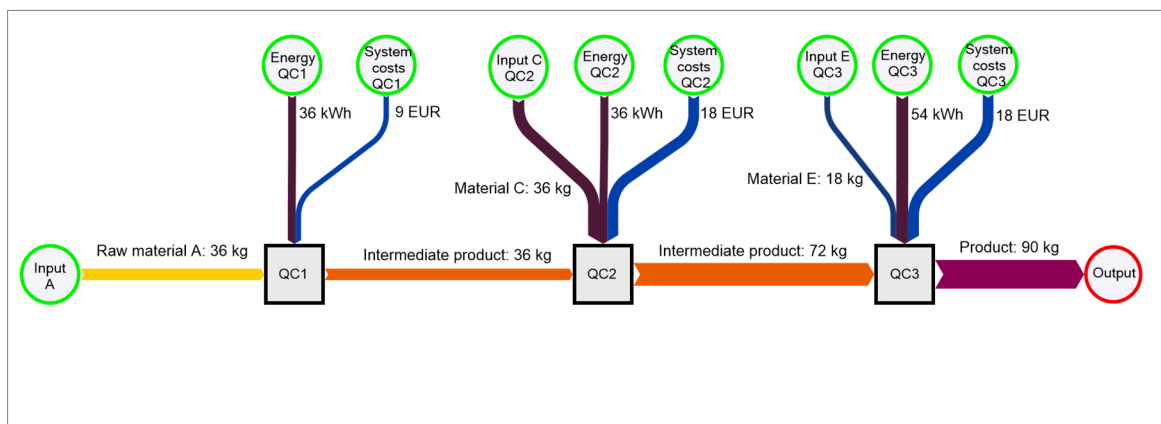 Energy
QC1
System
costs
QC1
Input C
QC2
Energy
QC2
System
costs
QC2
Input E
QC3
Energy
QC3
System
costs
QC3
36 kWh
9 EUR
36 kWh
18 EUR
54 kWh
18 EUR
Material C: 36 kg
Material E: 18 kg
Input
A
Raw material A: 36 kg
QC1
Intermediate product: 36 kg
QC2
Intermediate product: 72 kg
QC3
Product: 90 kg
Output